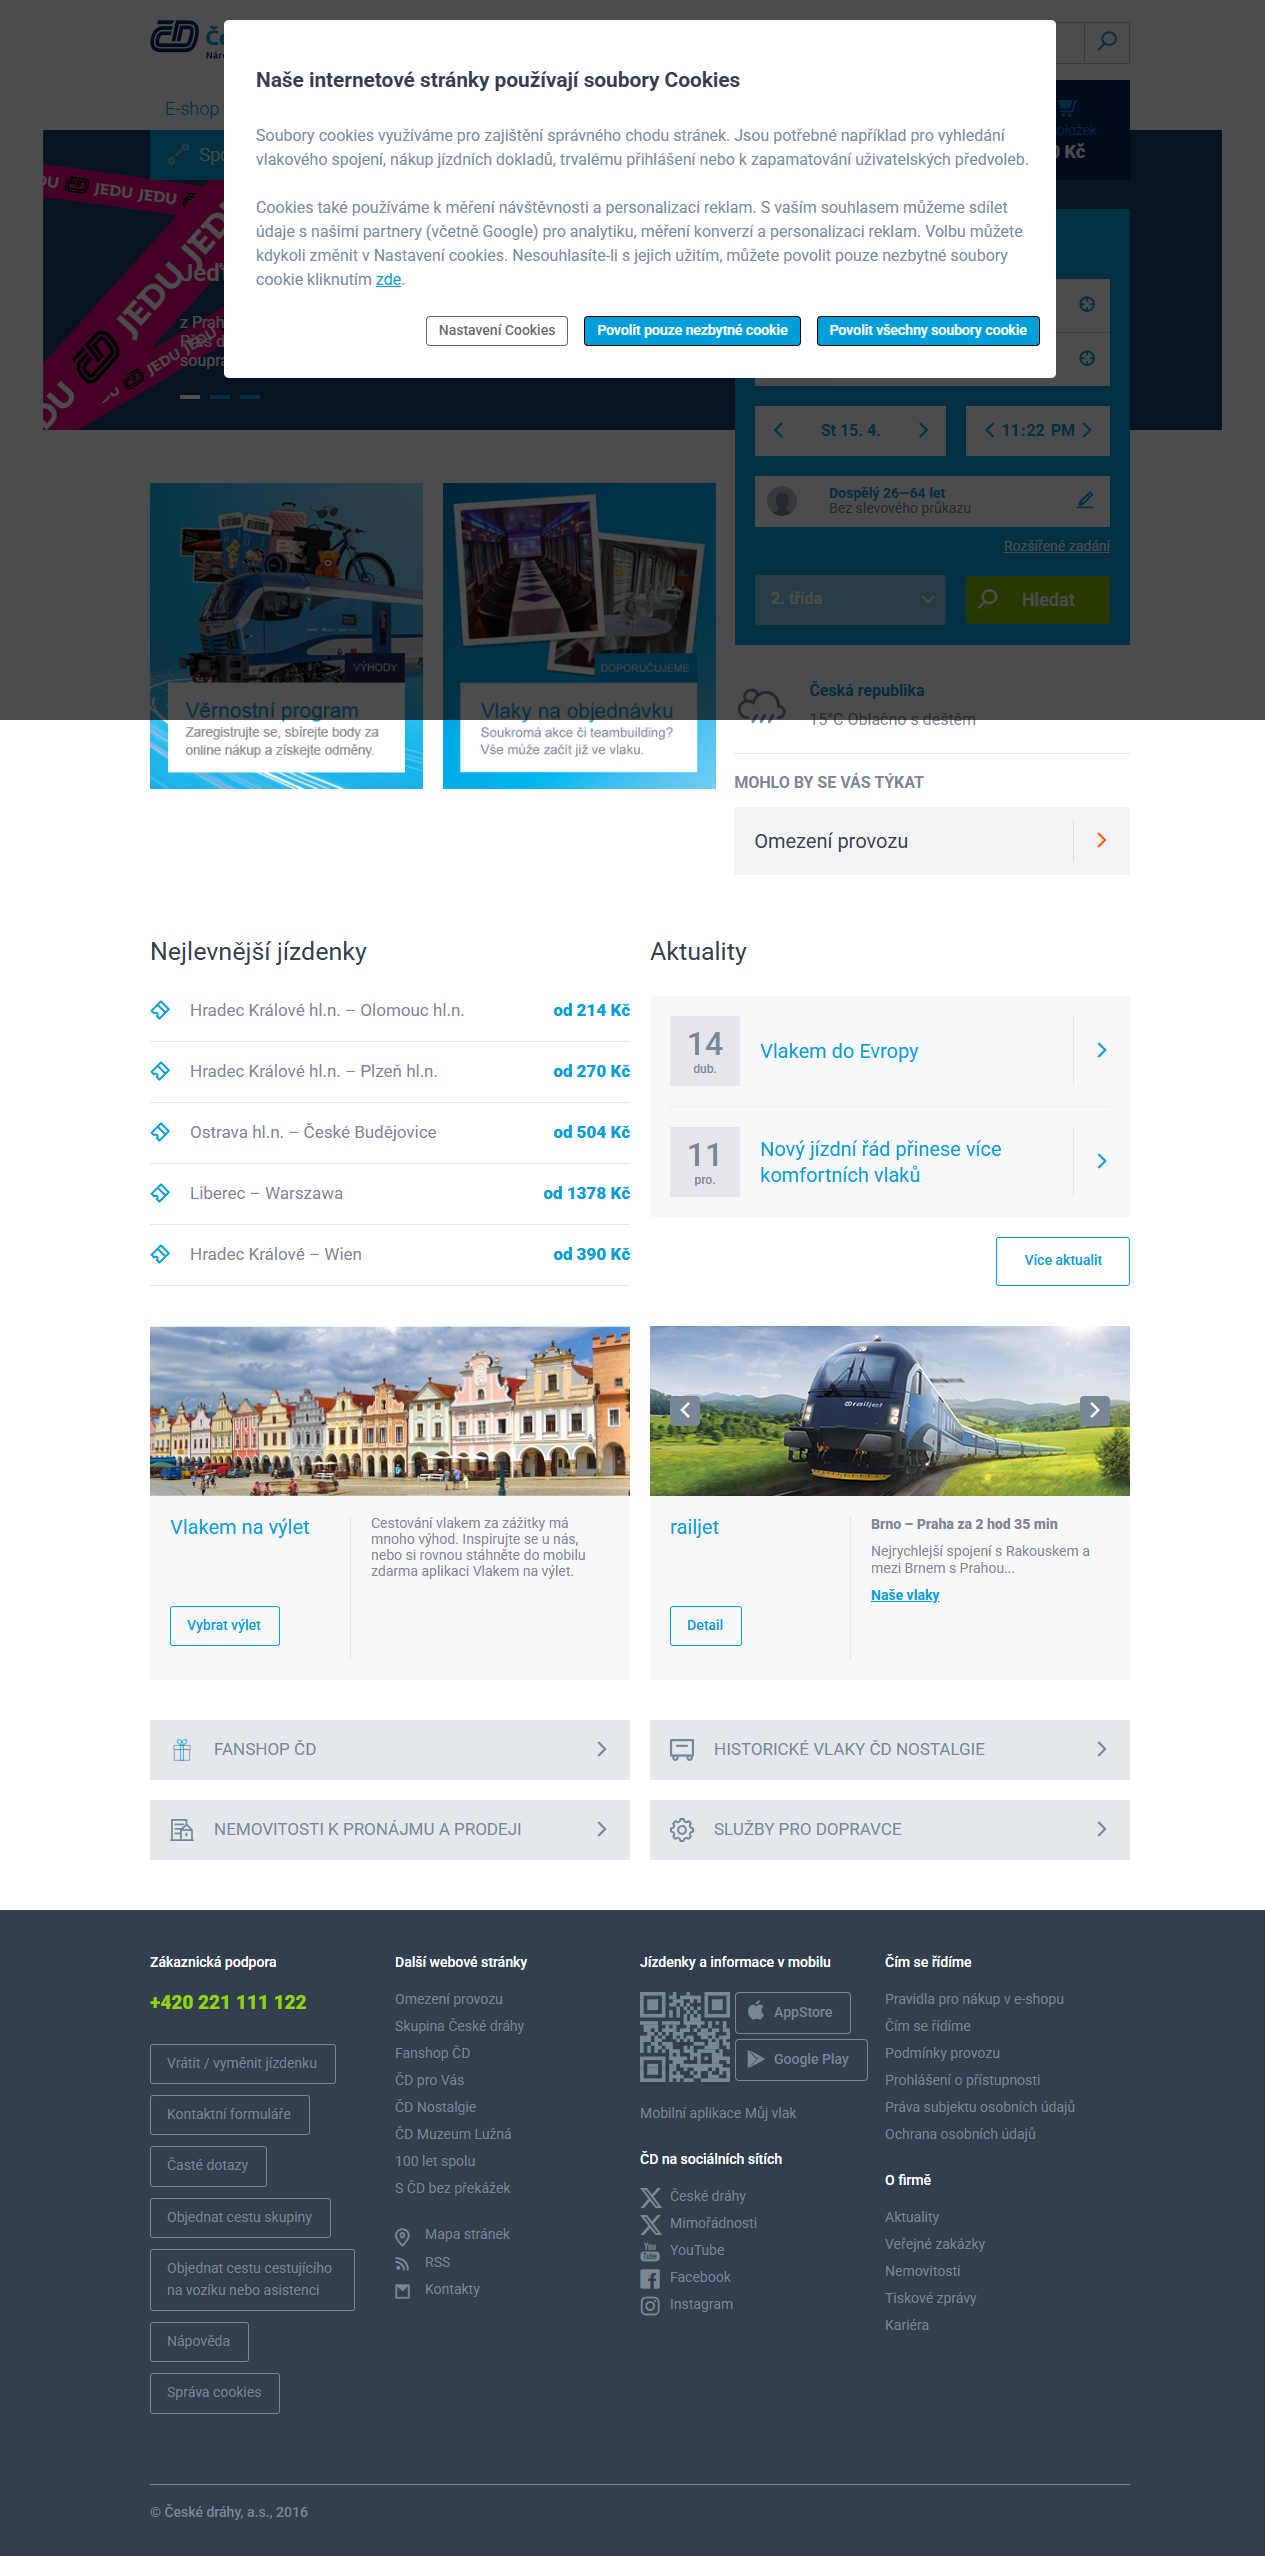 Naše internetové stránky používají soubory Cookies
Soubory cookies využíváme pro zajištění správného chodu stránek. Jsou potřebné například pro vyhledání
vlakového spojení, nákup jízdních dokladů, trvalému přihlášení nebo k zapamatování uživatelských předvoleb.
Cookies také používáme k měření návštěvnosti a personalizaci reklam. S vaším souhlasem můžeme sdílet
údaje s našimi partnery (včetně Google) pro analytiku, měření konverzí a personalizaci reklam. Volbu můžete
kdykoli změnit v Nastavení cookies. Nesouhlasíte-li s jejich užitím, můžete povolit pouze nezbytné soubory
cookie kliknutím zde.
Nastavení Cookies
Povolit pouze nezbytné cookie
Povolit všechny soubory cookie
E-shop
Kč
JEDU JEDU
JEDU JEDU
z Prah
St 15. 4.
11:22 PM
Dospělý 26—64 let
Bez slevového průkazu
Rozšířené zadání
2. třída
Hledat
VÝHODY
Věrnostní program
Zaregistrujte se, sbírejte body za
online nákup a získejte odměny.
DOPORUČUJEME
Vlaky na objednávku
Soukromá akce či teambuilding?
Vše může začít již ve vlaku.
Česká republika
15°C Oblačno s deštěm
MOHLO BY SE VÁS TÝKAT
Omezení provozu
Nejlevnější jízdenky
Hradec Králové hl.n. – Olomouc hl.n. od 214 Kč
Hradec Králové hl.n. – Plzeň hl.n. od 270 Kč
Ostrava hl.n. – České Budějovice od 504 Kč
Liberec – Warszawa od 1378 Kč
Hradec Králové – Wien od 390 Kč
Aktuality
14
dub.
Vlakem do Evropy
11
pro.
Nový jízdní řád přinese více
komfortních vlaků
Více aktualit
Vlakem na výlet
Cestování vlakem za zážitky má
mnoho výhod. Inspirujte se u nás,
nebo si rovnou stáhněte do mobilu
zdarma aplikaci Vlakem na výlet.
Vybrat výlet
railjet
railjet
Brno – Praha za 2 hod 35 min
Nejrychlejší spojení s Rakouskem a
mezi Brnem s Prahou...
Naše vlaky
Detail
FANSHOP ČD
HISTORICKÉ VLAKY ČD NOSTALGIE
NEMOVITOSTI K PRONÁJMU A PRODEJI
SLUŽBY PRO DOPRAVCE
Zákaznická podpora
+420 221 111 122
Vrátit / vyměnit jízdenku
Kontaktní formuláře
Časté dotazy
Objednat cestu skupiny
Objednat cestu cestujícího
na vozíku nebo asistenci
Nápověda
Správa cookies
Další webové stránky
Omezení provozu
Skupina České dráhy
Fanshop ČD
ČD pro Vás
ČD Nostalgie
ČD Muzeum Lužná
100 let spolu
S ČD bez překážek
Mapa stránek
RSS
Kontakty
Jízdenky a informace v mobilu
AppStore
Google Play
Mobilní aplikace Můj vlak
ČD na sociálních sítích
České dráhy
Mimořádnosti
YouTube
Facebook
Instagram
Čím se řídíme
Pravidla pro nákup v e-shopu
Čím se řídíme
Podmínky provozu
Prohlášení o přístupnosti
Práva subjektu osobních údajů
Ochrana osobních údajů
O firmě
Aktuality
Veřejné zakázky
Nemovitosti
Tiskové zprávy
Kariéra
© České dráhy, a.s., 2016